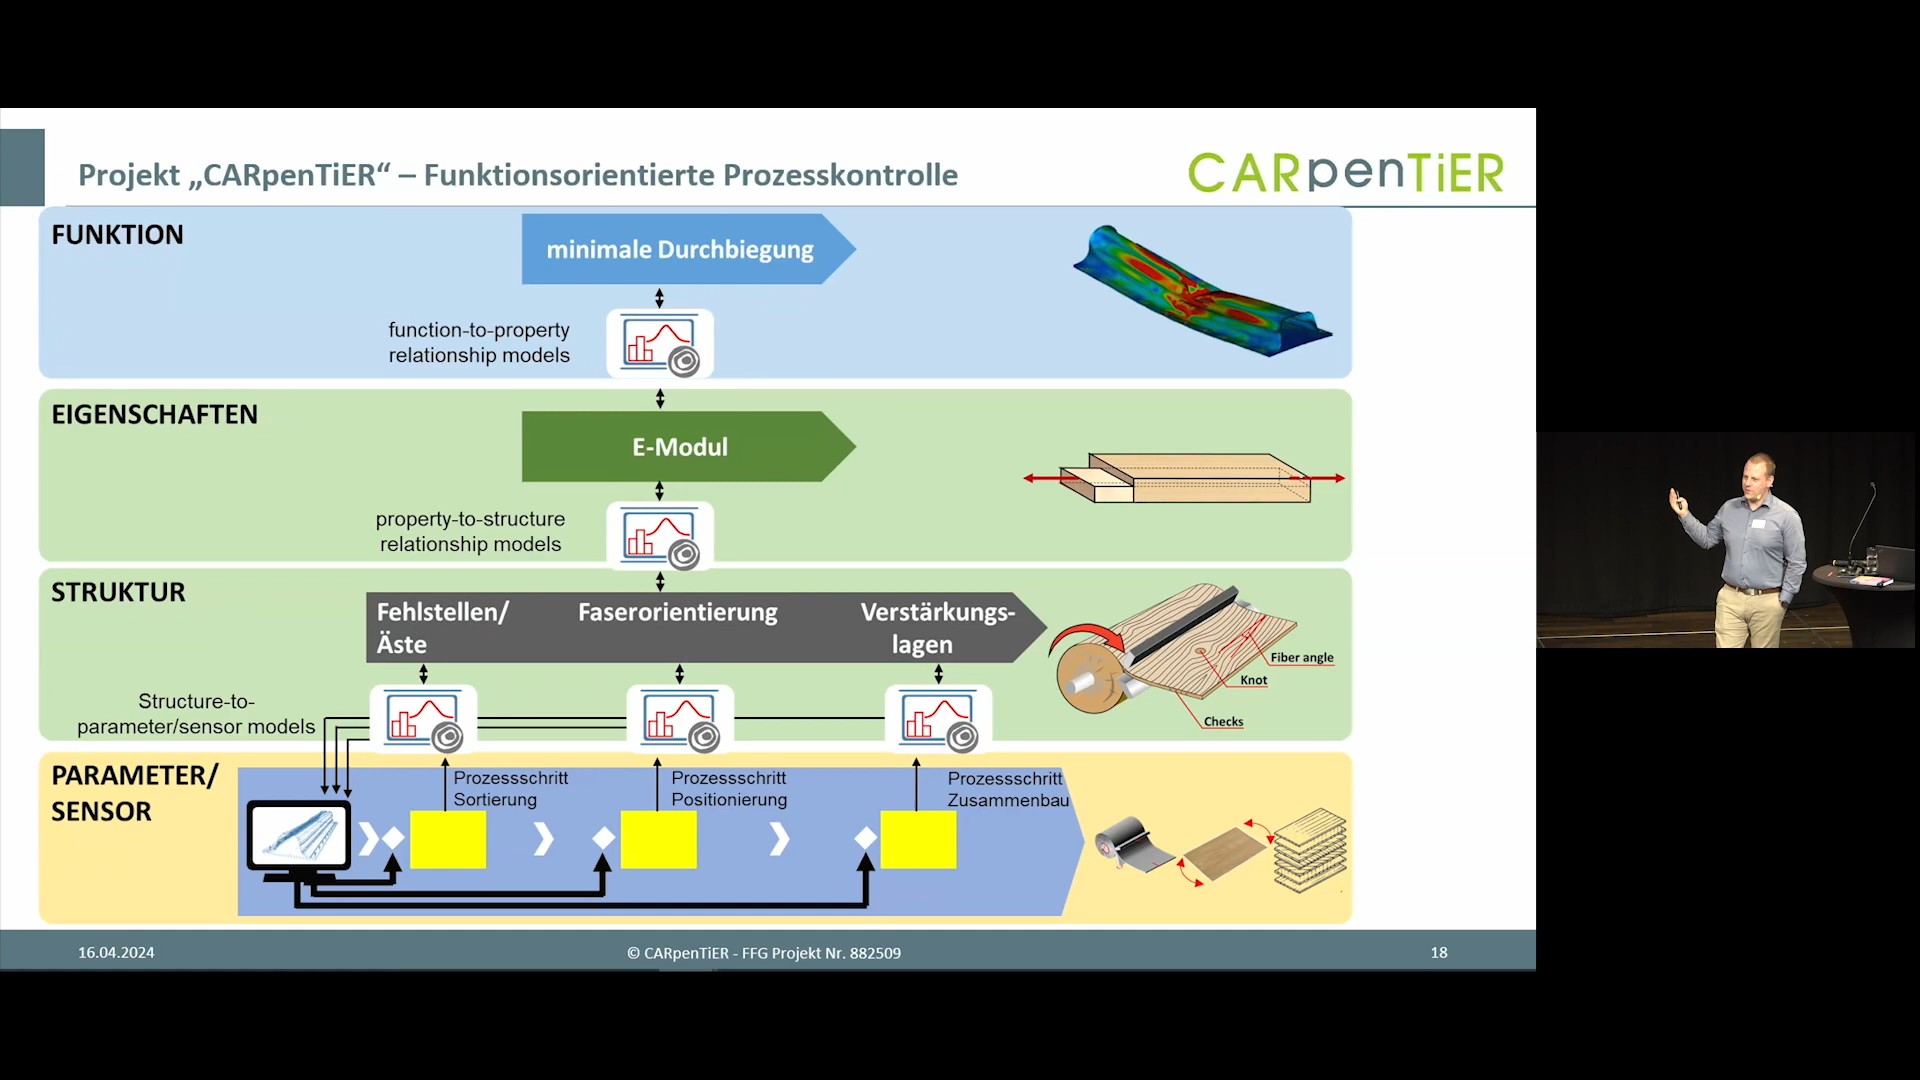 Projekt „CARpenTiER“ – Funktionsorientierte Prozesskontrolle
CARpenTiER
FUNKTION
minimale Durchbiegung
function-to-property
relationship models
EIGENSCHAFTEN
E-Modul
property-to-structure
relationship models
STRUKTUR
Fehlstellen/
Äste
Faserorientierung
Verstärkungs-
lagen
Fiber angle
Knot
Checks
Structure-to-
parameter/sensor models
PARAMETER/
SENSOR
Prozessschritt
Sortierung
Prozessschritt
Positionierung
Prozessschritt
Zusammenbau
16.04.2024
© CARpenTiER - FFG Projekt Nr. 882509
18